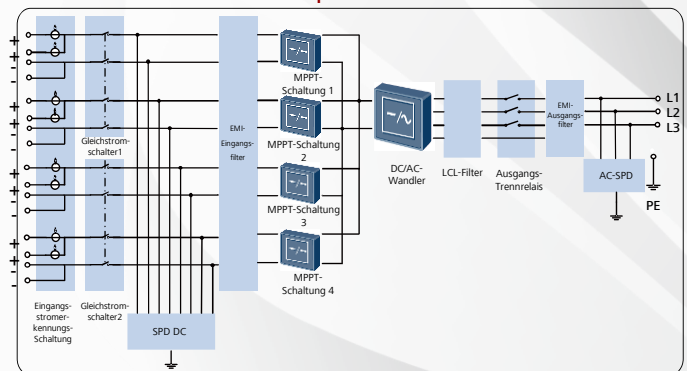 +
+
-
-
+
+
-
-
+
+
-
-
+
+
-
-
Eingangs-
stromer-
kennungs-
Schaltung
Gleichstrom-
schalter1
Gleichstrom-
schalter2
SPD DC
EMI-
Eingangs-
filter
MPPT-
Schaltung 1
MPPT-Schaltung
2
MPPT-Schaltung
3
MPPT-
Schaltung 4
DC/AC-
Wandler
LCL-Filter
Ausgangs-
Trennrelais
EMI-
Ausgangs-
filter
AC-SPD
L1
L2
L3
PE